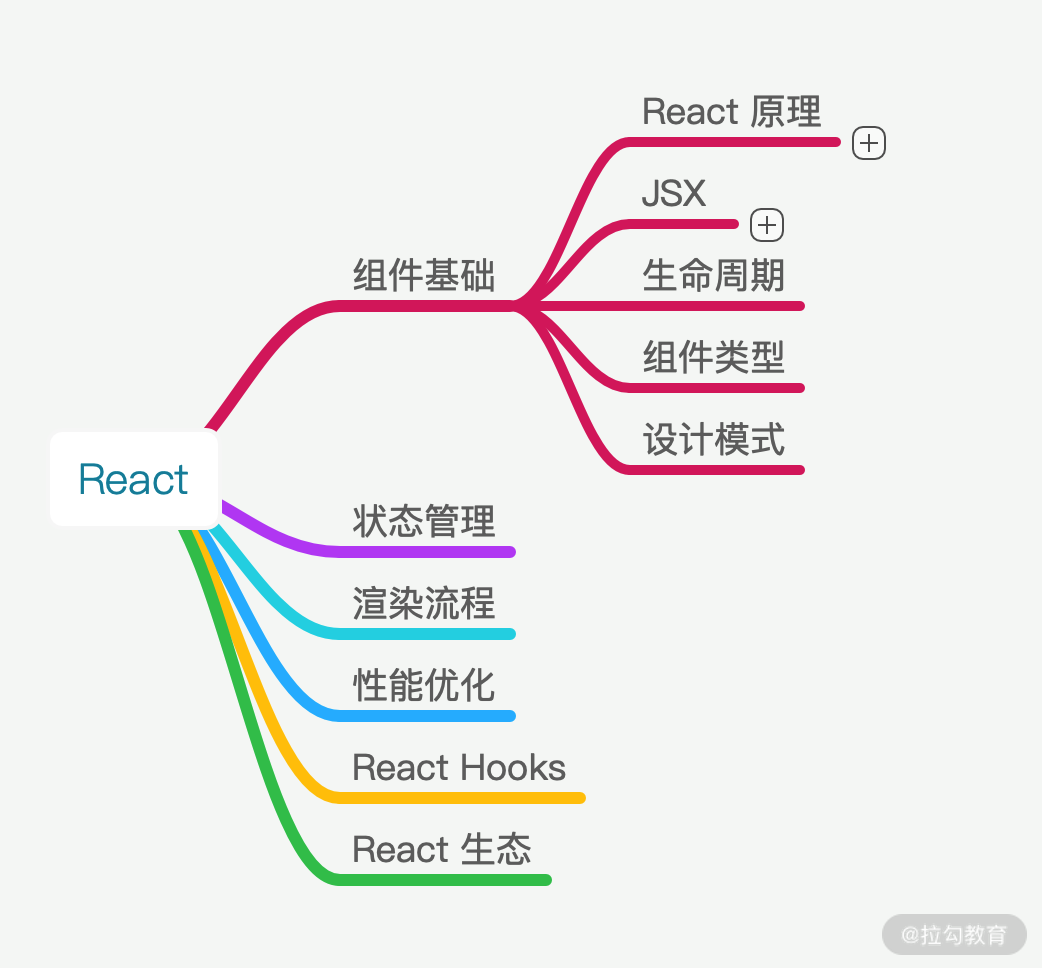 React
组件基础
React 原理
JSX
生命周期
组件类型
设计模式
状态管理
渲染流程
性能优化
React Hooks
React 生态
@拉勾教育